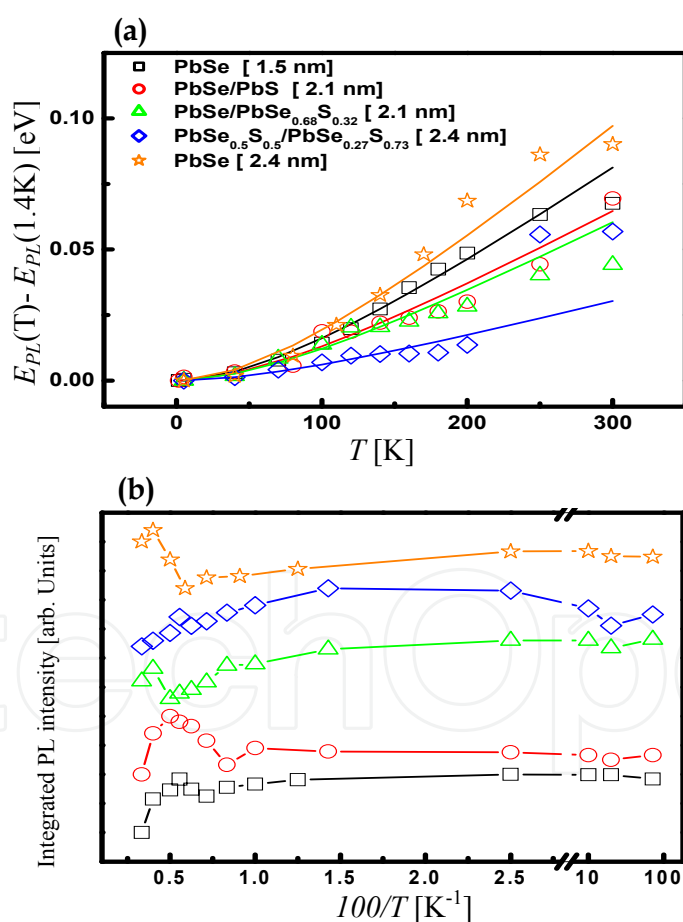 (a)
PbSe [ 1.5 nm]
PbSe/PbS [ 2.1 nm]
PbSe/PbSe0.68S0.32 [ 2.1 nm]
PbSe0.5S0.5/PbSe0.27S0.73 [ 2.4 nm]
PbSe [ 2.4 nm]
EPL(T)- EPL(1.4K) [eV]
0.10
0.05
0.00
0
100
200
300
T [K]
(b)
Integrated PL intensity [arb. Units]
0.5
1.0
1.5
2.0
2.5
10
100
100/T [K-1]